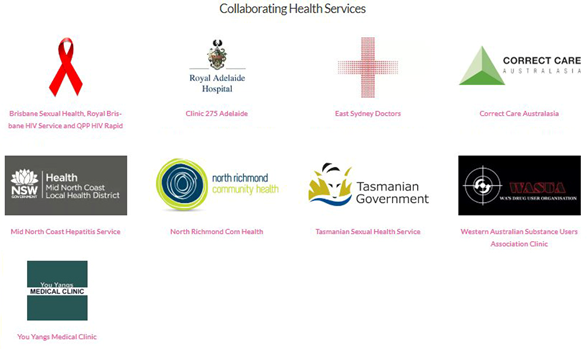 Collaborating Health Services
Royal Adelaide
Hospital
CORRECT CARE
AUSTRALASIA
Brisbane Sexual Health, Royal Bris-
bane HIV Service and QPP HIV Rapid
Clinic 275 Adelaide
East Sydney Doctors
Correct Care Australasia
NSW
GOVERNMENT
Health
Mid North Coast
Local Health District
north richmond
community health
Tasmanian
Government
WASUA
WA'S DRUG USER ORGANISATION
Mid North Coast Hepatitis Service
North Richmond Com Health
Tasmanian Sexual Health Service
Western Australian Substance Users
Association Clinic
You Yangs
MEDICAL CLINIC
You Yangs Medical Clinic